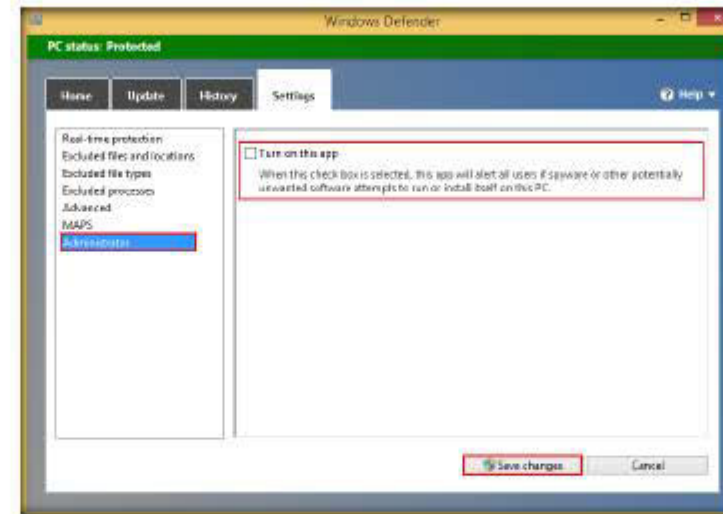 Windows Defender
PC status: Protected
Home Update History Settings Help
Real-time protection
Excluded files and locations
Excluded file types
Excluded processes
Advanced
MAPS
Administrator
Turn on this app
When this check box is selected, this app will alert all users if spyware or other potentially
unwanted software attempts to run or install itself on this PC.
Save changes Cancel